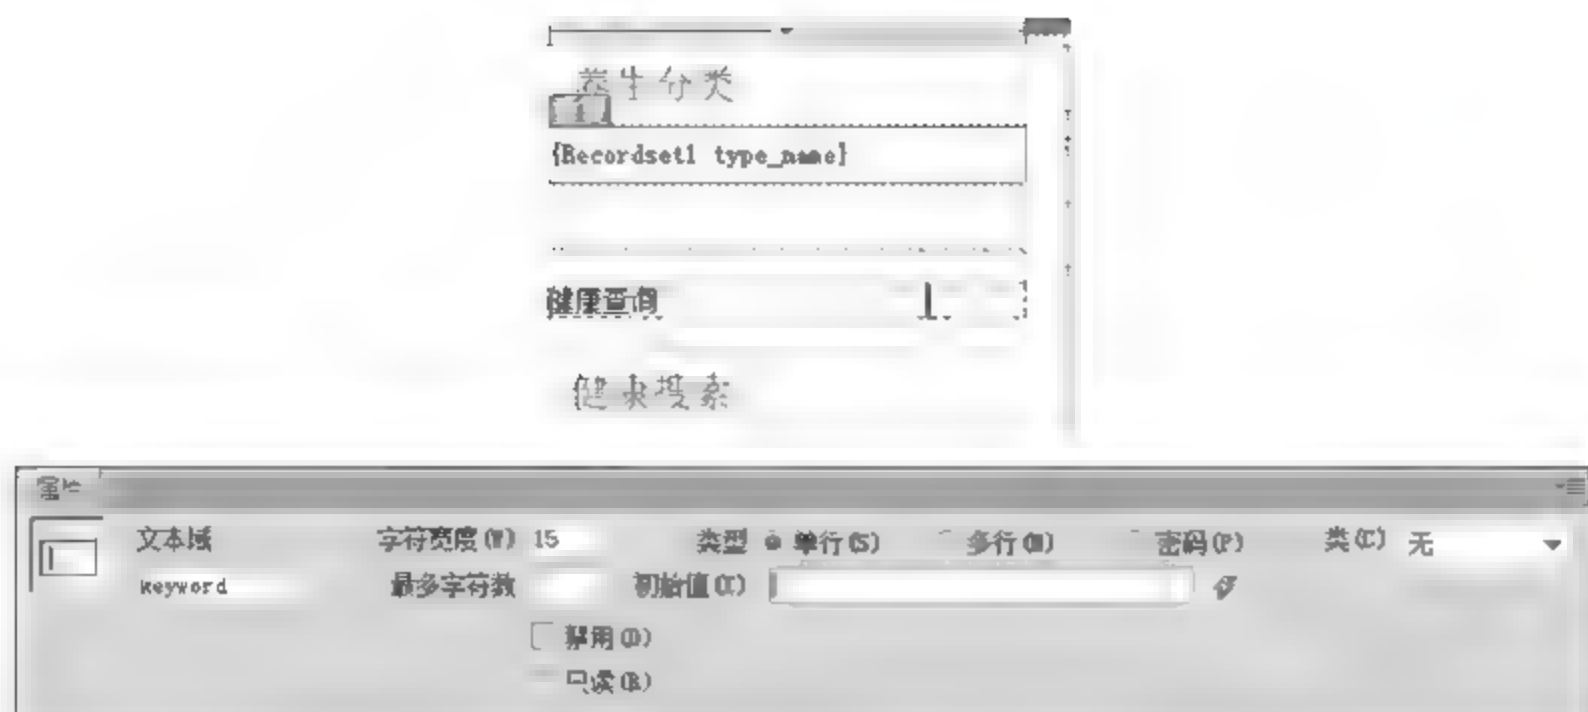 养生分类
{Recordset1 type_name}
健康查询
健康搜索
属性
文本域 字符宽度(W) 15 类型 单行(S) 多行(M) 密码(P) 类(C) 无
keyword 最多字符数 初始值(I)
禁用(D)
只读(R)